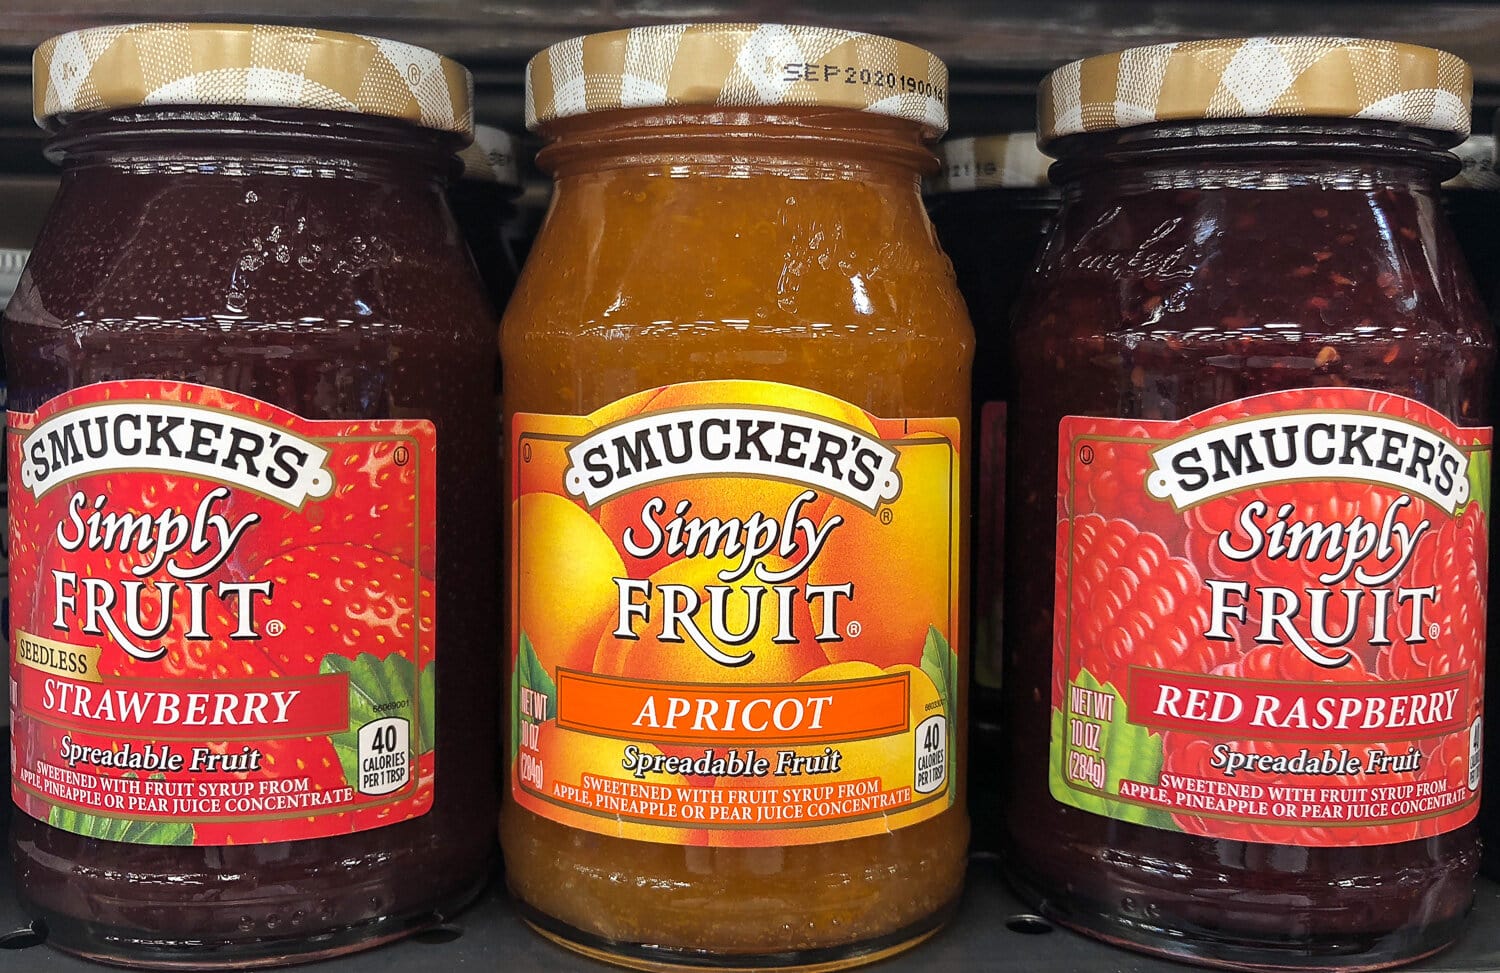 SMUCKER'S
Simply
FRUIT®
SEEDLESS
STRAWBERRY
Spreadable Fruit
SWEETENED WITH FRUIT SYRUP FROM
APPLE, PINEAPPLE OR PEAR JUICE CONCENTRATE
40
CALORIES
PER 1 TBSP
SEP 2020190
SMUCKER'S
®
Simply
FRUIT®
APRICOT
NET WT
10 OZ
(284g)
Spreadable Fruit
SWEETENED WITH FRUIT SYRUP FROM
APPLE, PINEAPPLE OR PEAR JUICE CONCENTRATE
40
CALORIES
PER 1 TBSP
Smucker's
SMUCKER'S
Simply
FRUIT®
RED RASPBERRY
NET WT
10 OZ
(284g)
Spreadable Fruit
SWEETENED WITH FRUIT SYRUP FROM
APPLE, PINEAPPLE OR PEAR JUICE CONCENTRATE